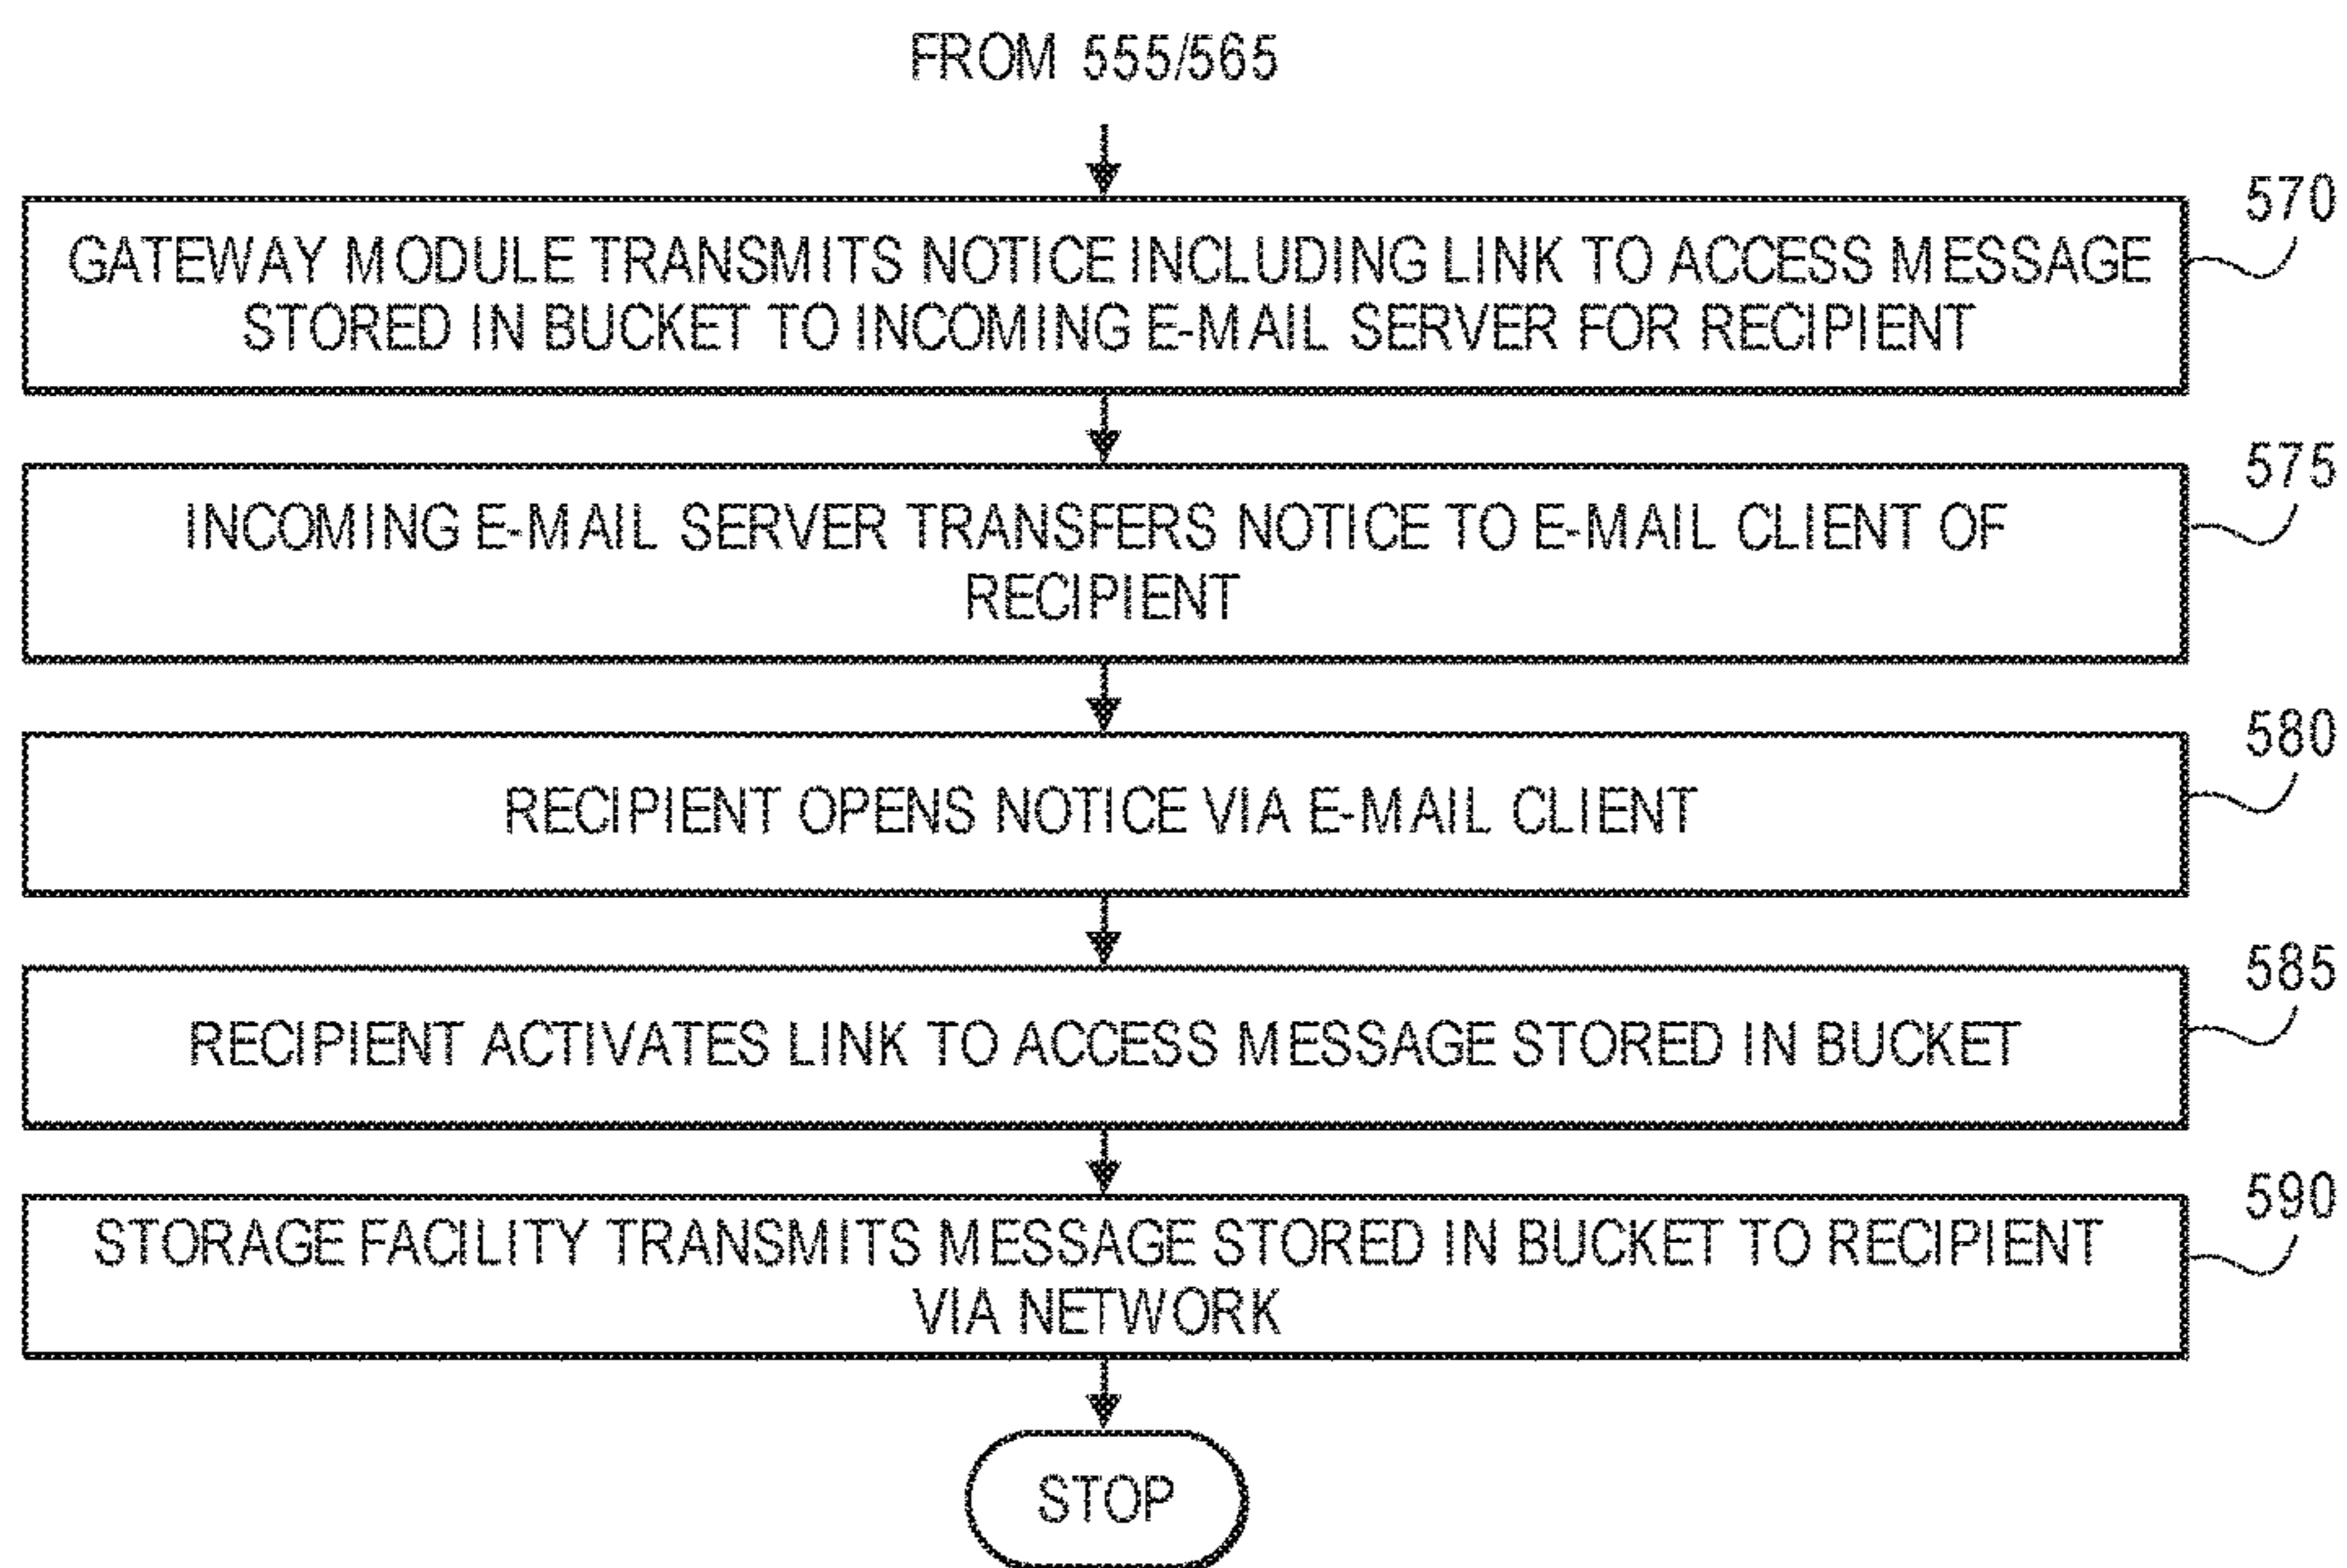 FROM 555/565
570
GATEWAY MODULE TRANSMITS NOTICE INCLUDING LINK TO ACCESS MESSAGE
STORED IN BUCKET TO INCOMING E-MAIL SERVER FOR RECIPIENT
575
INCOMING E-MAIL SERVER TRANSFERS NOTICE TO E-MAIL CLIENT OF
RECIPIENT
580
RECIPIENT OPENS NOTICE VIA E-MAIL CLIENT
585
RECIPIENT ACTIVATES LINK TO ACCESS MESSAGE STORED IN BUCKET
590
STORAGE FACILITY TRANSMITS MESSAGE STORED IN BUCKET TO RECIPIENT
VIA NETWORK
STOP